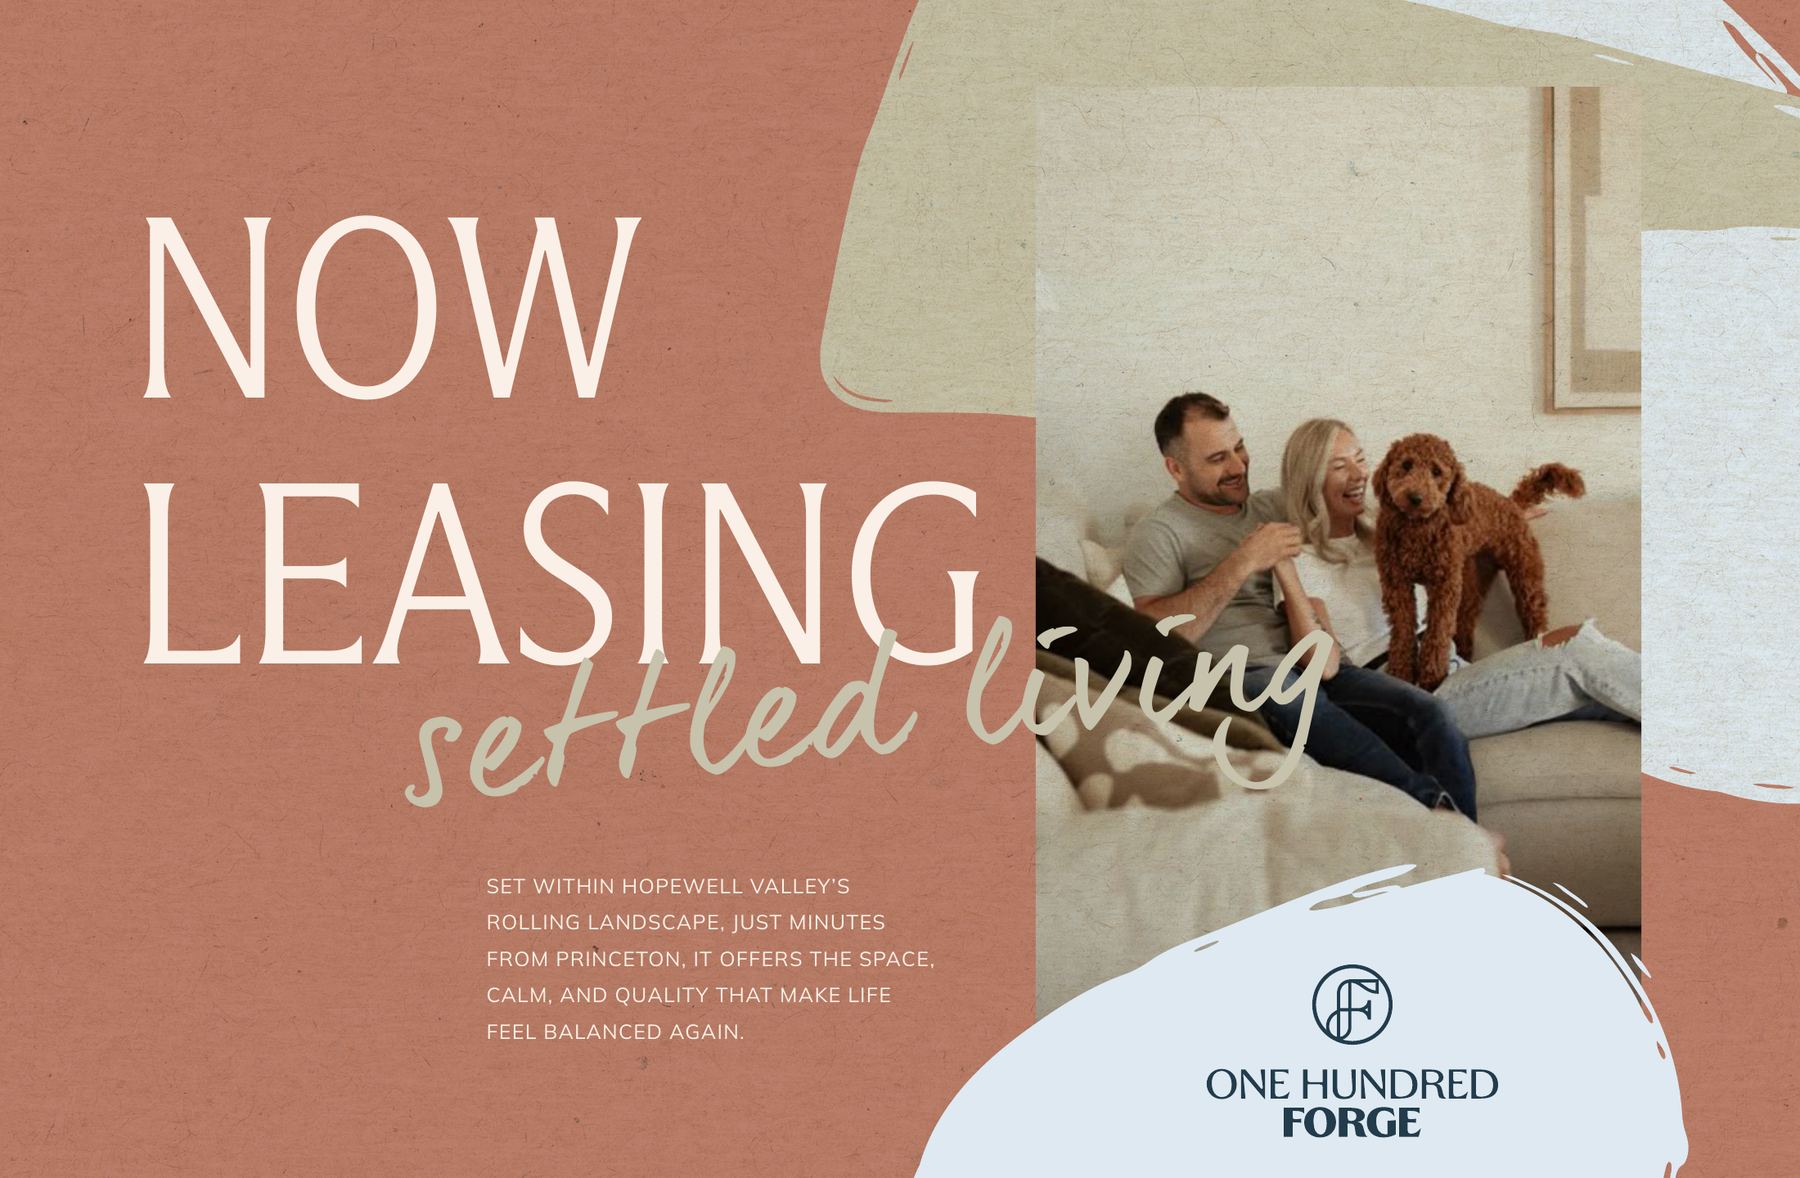 NOW
LEASING
settled living
SET WITHIN HOPEWELL VALLEY’S
ROLLING LANDSCAPE, JUST MINUTES
FROM PRINCETON, IT OFFERS THE SPACE,
CALM, AND QUALITY THAT MAKE LIFE
FEEL BALANCED AGAIN.
F
ONE HUNDRED
FORGE